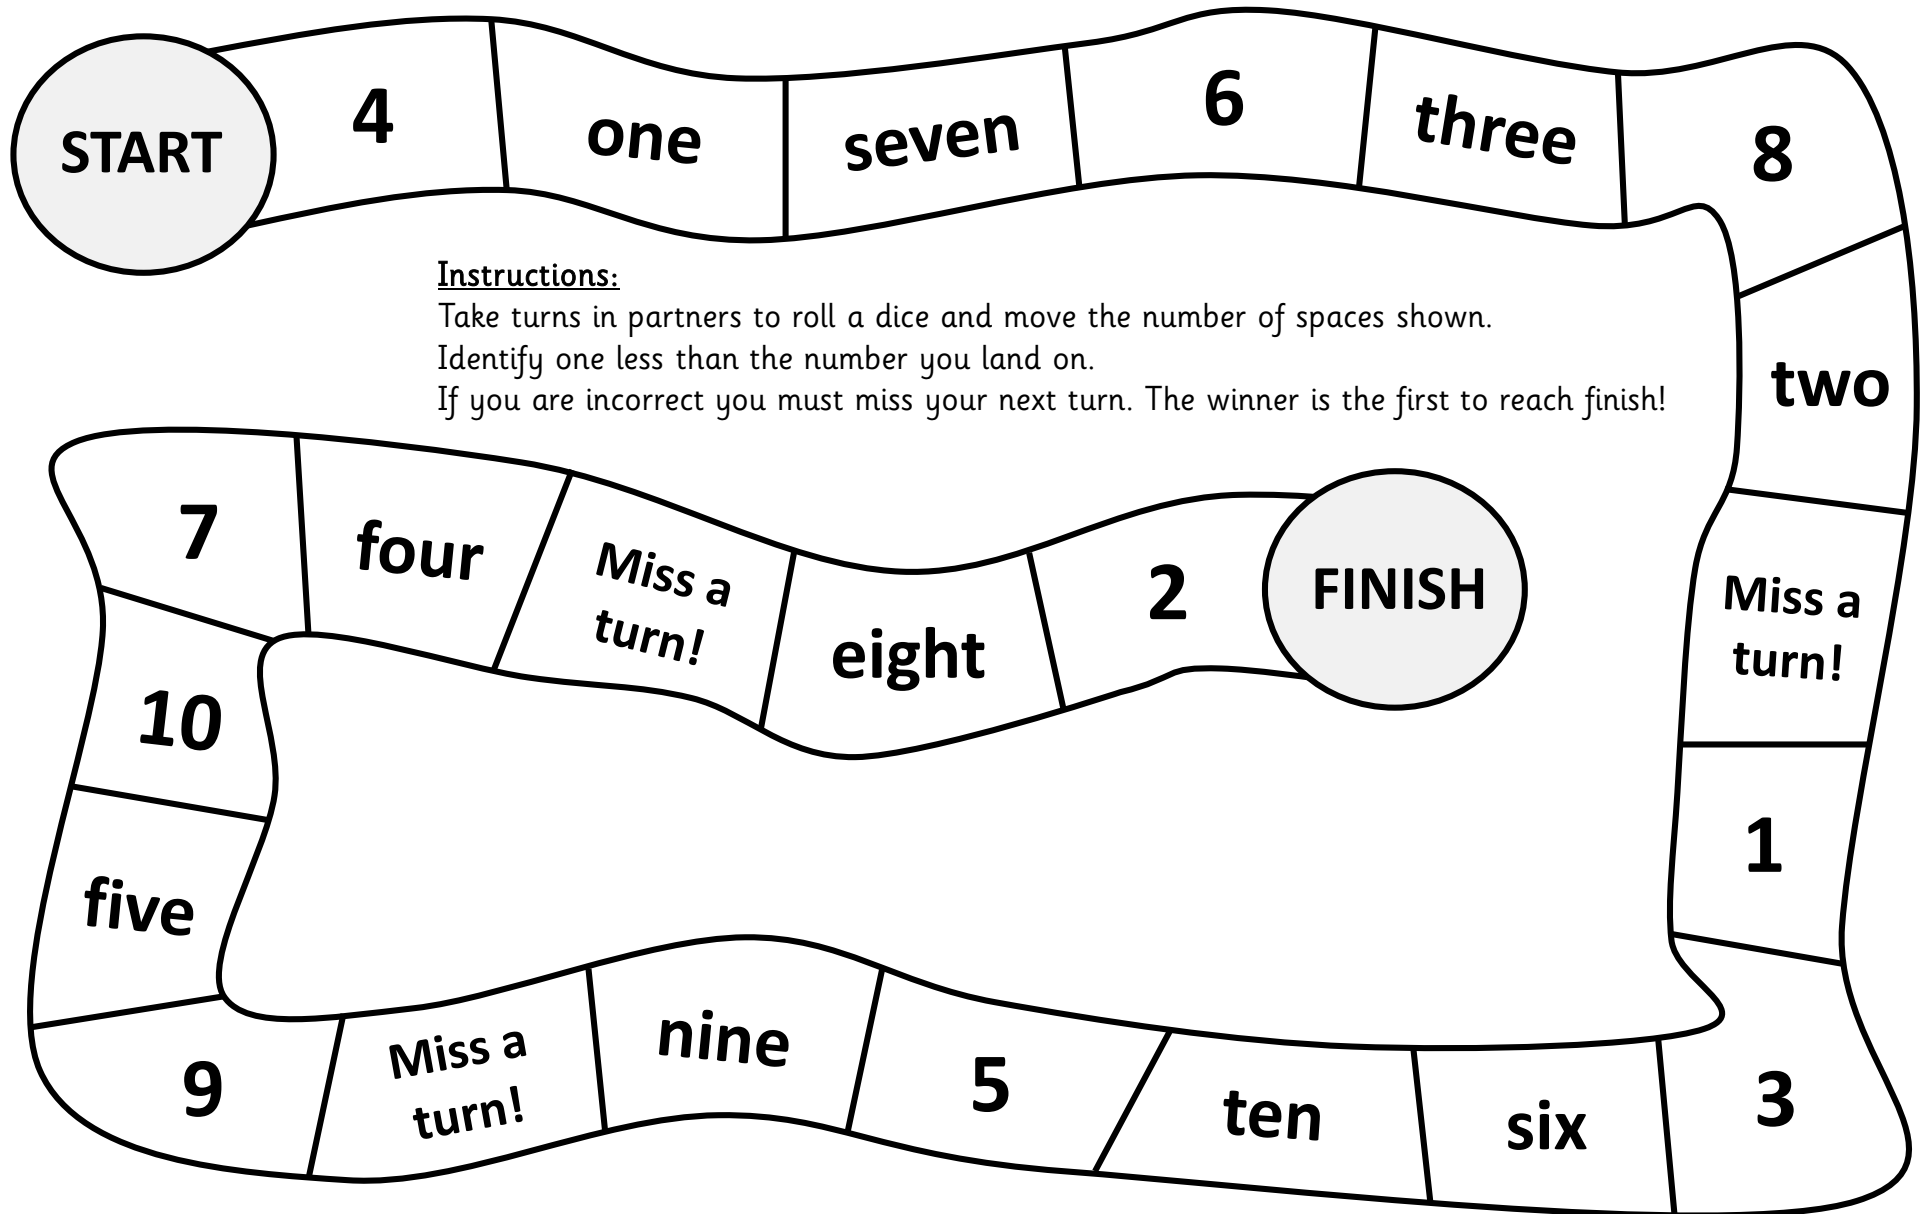 START
4
one
seven
6
three
8
Instructions:
Take turns in partners to roll a dice and move the number of spaces shown.
Identify one less than the number you land on.
If you are incorrect you must miss your next turn. The winner is the first to reach finish!
two
Miss a
turn!
1
3
six
ten
5
nine
Miss a
turn!
9
five
10
7
four
Miss a
turn!
eight
2
FINISH